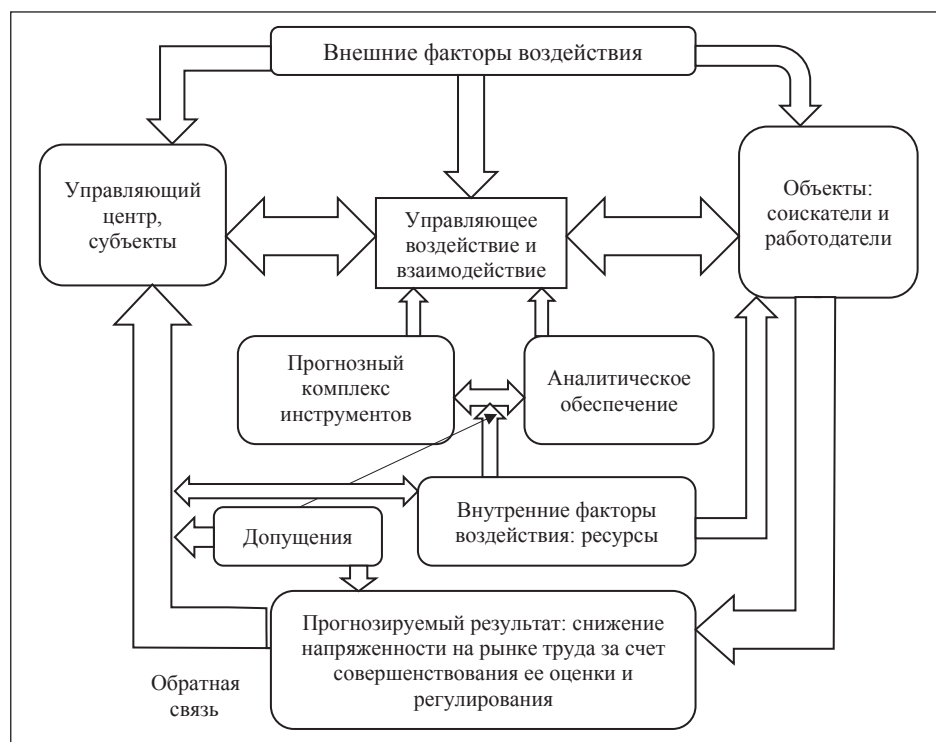 Внешние факторы воздействия
Управляющий
центр,
субъекты
Управляющее
воздействие и
взаимодействие
Объекты:
соискатели и
работодатели
Прогнозный
комплекс
инструментов
Аналитическое
обеспечение
Внутренние факторы
воздействия: ресурсы
Допущения
Прогнозируемый результат: снижение
напряженности на рынке труда за счет
совершенствования ее оценки и
регулирования
Обратная
связь